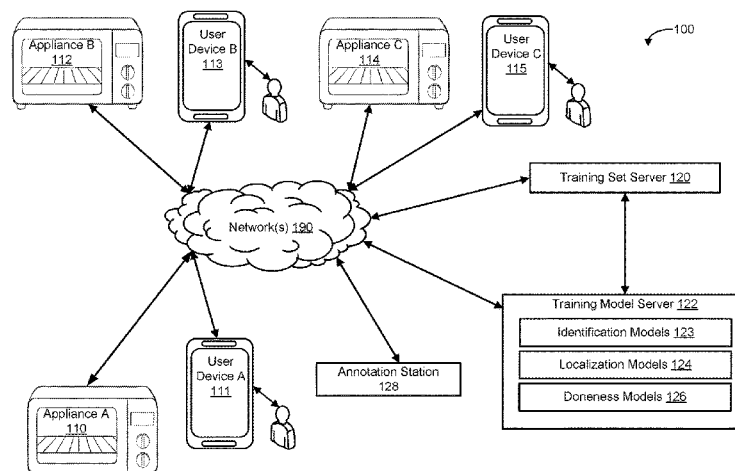 100
Appliance B
112
User
Device B
113
Appliance C
114
User
Device C
115
Training Set Server 120
Network(s) 190
Training Model Server 122
Identification Models 123
Localization Models 124
Doneness Models 126
User
Device A
111
Annotation Station
128
Appliance A
110